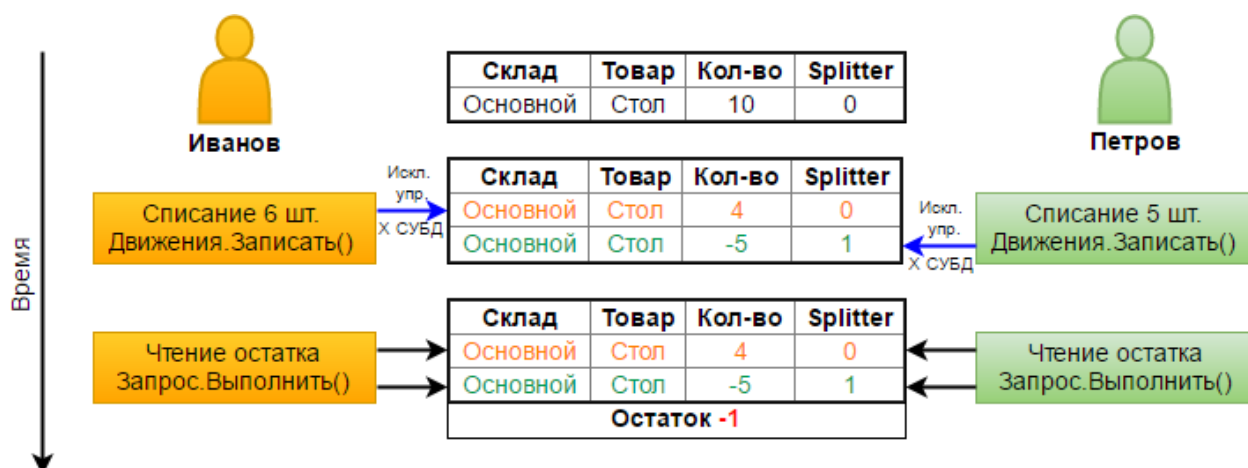 Склад Товар Кол-во Splitter
Основной Стол 10 0
Иванов
Петров
Искл.
упр.
X СУБД
Списание 6 шт.
Движения.Записать()
Склад Товар Кол-во Splitter
Основной Стол 4 0
Основной Стол -5 1
Искл.
упр.
X СУБД
Списание 5 шт.
Движения.Записать()
Время
Чтение остатка
Запрос.Выполнить()
Склад Товар Кол-во Splitter
Основной Стол 4 0
Основной Стол -5 1
Остаток -1
Чтение остатка
Запрос.Выполнить()